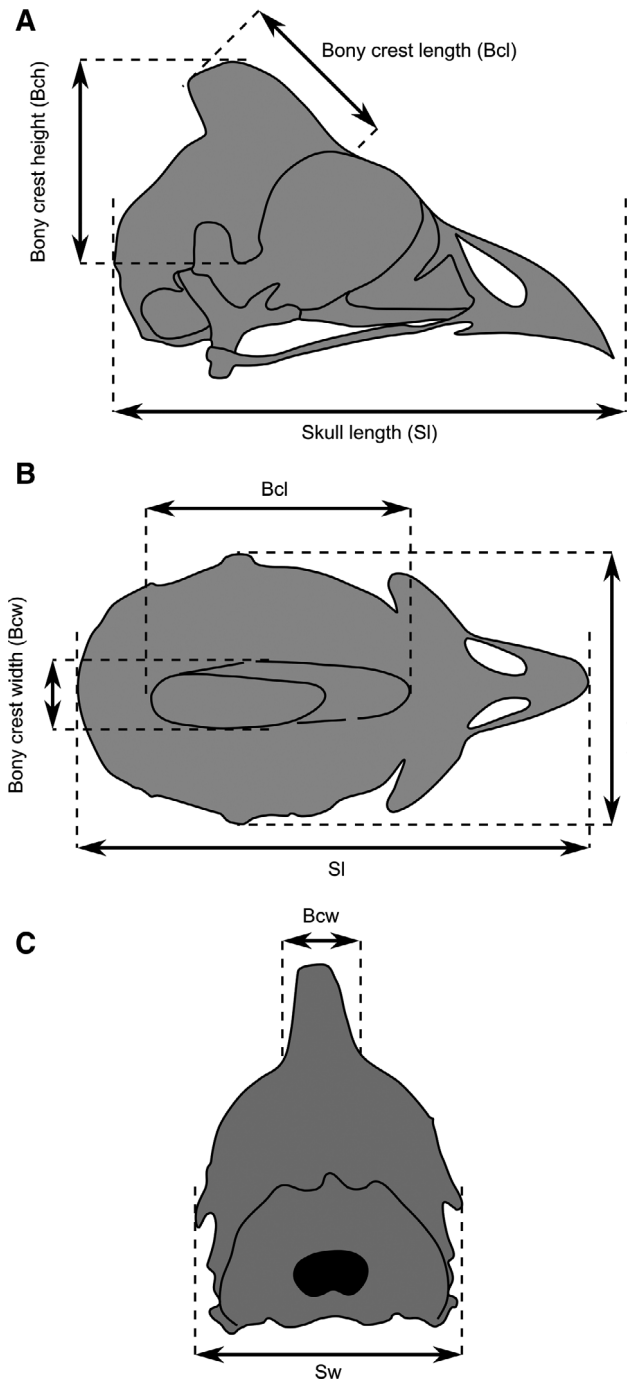 A
Bony crest length (Bcl)
Bony crest height (Bch)
Skull length (Sl)
B
Bcl
Bony crest width (Bcw)
Sl
Bcw
C
Sw